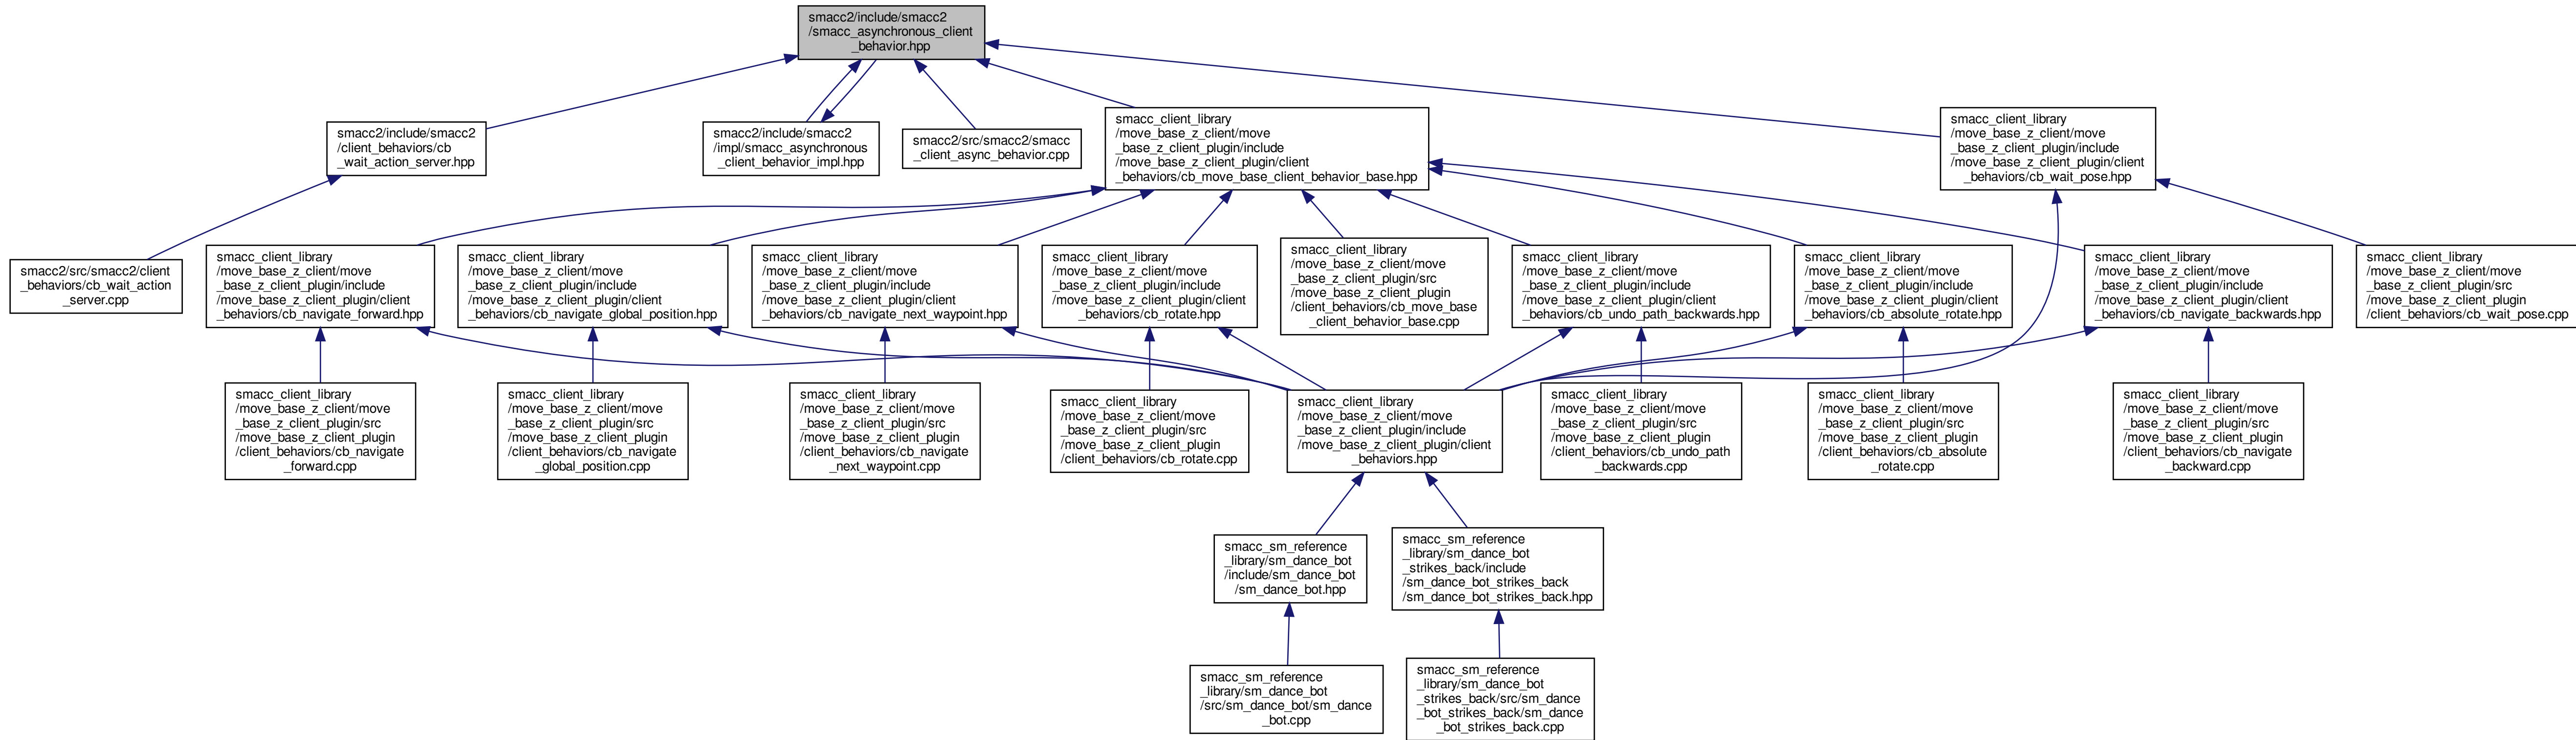 smacc2/include/smacc2
/smacc_asynchronous_client
_behavior.hpp
smacc2/include/smacc2
/client_behaviors/cb
_wait_action_server.hpp
smacc2/include/smacc2
/impl/smacc_asynchronous
_client_behavior_impl.hpp
smacc2/src/smacc2/smacc
_client_async_behavior.cpp
smacc_client_library
/move_base_z_client/move
_base_z_client_plugin/include
/move_base_z_client_plugin/client
_behaviors/cb_move_base_client_behavior_base.hpp
smacc_client_library
/move_base_z_client/move
_base_z_client_plugin/include
/move_base_z_client_plugin/client
_behaviors/cb_wait_pose.hpp
smacc2/src/smacc2/client
_behaviors/cb_wait_action
_server.cpp
smacc_client_library
/move_base_z_client/move
_base_z_client_plugin/include
/move_base_z_client_plugin/client
_behaviors/cb_navigate_forward.hpp
smacc_client_library
/move_base_z_client/move
_base_z_client_plugin/include
/move_base_z_client_plugin/client
_behaviors/cb_navigate_global_position.hpp
smacc_client_library
/move_base_z_client/move
_base_z_client_plugin/include
/move_base_z_client_plugin/client
_behaviors/cb_navigate_next_waypoint.hpp
smacc_client_library
/move_base_z_client/move
_base_z_client_plugin/include
/move_base_z_client_plugin/client
_behaviors/cb_rotate.hpp
smacc_client_library
/move_base_z_client/move
_base_z_client_plugin/src
/move_base_z_client_plugin
/client_behaviors/cb_move_base
_client_behavior_base.cpp
smacc_client_library
/move_base_z_client/move
_base_z_client_plugin/include
/move_base_z_client_plugin/client
_behaviors/cb_undo_path_backwards.hpp
smacc_client_library
/move_base_z_client/move
_base_z_client_plugin/include
/move_base_z_client_plugin/client
_behaviors/cb_absolute_rotate.hpp
smacc_client_library
/move_base_z_client/move
_base_z_client_plugin/include
/move_base_z_client_plugin/client
_behaviors/cb_navigate_backwards.hpp
smacc_client_library
/move_base_z_client/move
_base_z_client_plugin/src
/move_base_z_client_plugin
/client_behaviors/cb_wait_pose.cpp
smacc_client_library
/move_base_z_client/move
_base_z_client_plugin/src
/move_base_z_client_plugin
/client_behaviors/cb_navigate
_forward.cpp
smacc_client_library
/move_base_z_client/move
_base_z_client_plugin/src
/move_base_z_client_plugin
/client_behaviors/cb_navigate
_global_position.cpp
smacc_client_library
/move_base_z_client/move
_base_z_client_plugin/src
/move_base_z_client_plugin
/client_behaviors/cb_navigate
_next_waypoint.cpp
smacc_client_library
/move_base_z_client/move
_base_z_client_plugin/src
/move_base_z_client_plugin
/client_behaviors/cb_rotate.cpp
smacc_client_library
/move_base_z_client/move
_base_z_client_plugin/include
/move_base_z_client_plugin/client
_behaviors.hpp
smacc_client_library
/move_base_z_client/move
_base_z_client_plugin/src
/move_base_z_client_plugin
/client_behaviors/cb_undo_path
_backwards.cpp
smacc_client_library
/move_base_z_client/move
_base_z_client_plugin/src
/move_base_z_client_plugin
/client_behaviors/cb_absolute
_rotate.cpp
smacc_client_library
/move_base_z_client/move
_base_z_client_plugin/src
/move_base_z_client_plugin
/client_behaviors/cb_navigate
_backward.cpp
smacc_sm_reference
_library/sm_dance_bot
/include/sm_dance_bot
/sm_dance_bot.hpp
smacc_sm_reference
_library/sm_dance_bot
_strikes_back/include
/sm_dance_bot_strikes_back
/sm_dance_bot_strikes_back.hpp
smacc_sm_reference
_library/sm_dance_bot
/src/sm_dance_bot/sm_dance
_bot.cpp
smacc_sm_reference
_library/sm_dance_bot
_strikes_back/src/sm_dance
_bot_strikes_back/sm_dance
_bot_strikes_back.cpp